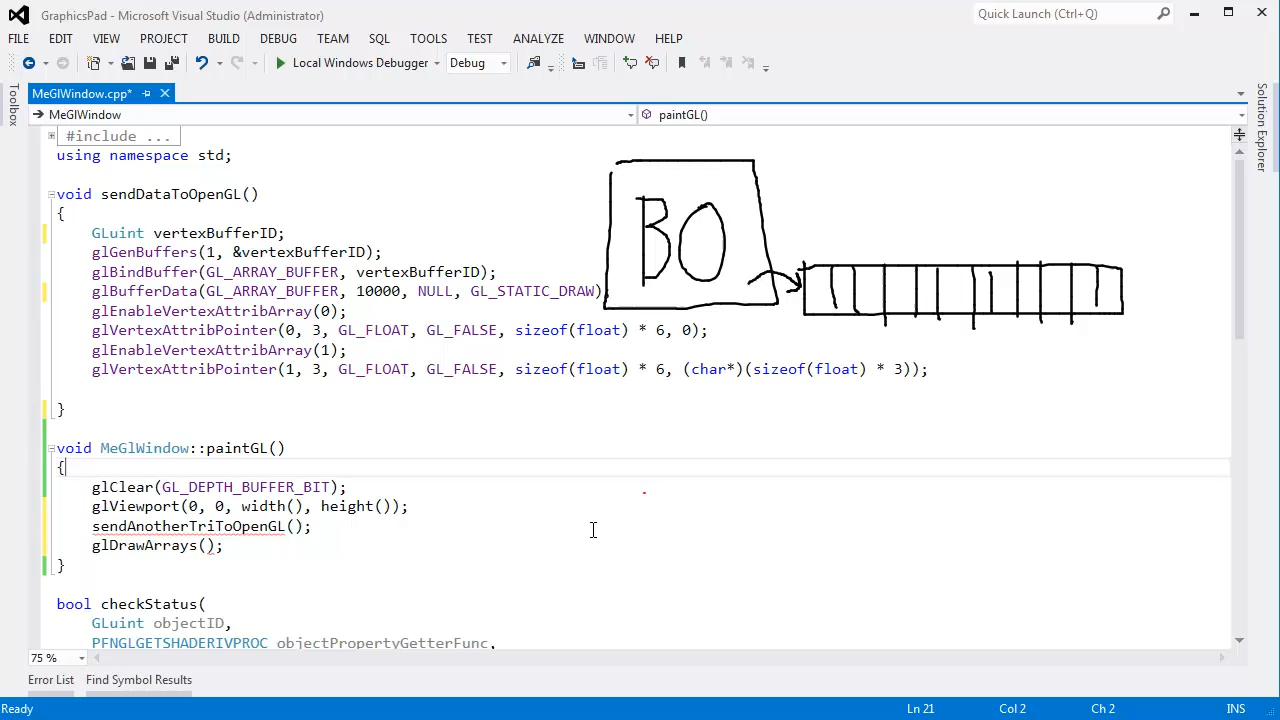 GraphicsPad - Microsoft Visual Studio (Administrator)
Quick Launch (Ctrl+Q)
FILE EDIT VIEW PROJECT BUILD DEBUG TEAM SQL TOOLS TEST ANALYZE WINDOW HELP
Local Windows Debugger Debug
MeGlWindow.cpp*
MeGlWindow paintGL()
Toolbox
Solution Explorer
#include ...
using namespace std;
void sendDataToOpenGL()
{
GLuint vertexBufferID;
glGenBuffers(1, &vertexBufferID);
glBindBuffer(GL_ARRAY_BUFFER, vertexBufferID);
glBufferData(GL_ARRAY_BUFFER, 10000, NULL, GL_STATIC_DRAW)
glEnableVertexAttribArray(0);
glVertexAttribPointer(0, 3, GL_FLOAT, GL_FALSE, sizeof(float) * 6, 0);
glEnableVertexAttribArray(1);
glVertexAttribPointer(1, 3, GL_FLOAT, GL_FALSE, sizeof(float) * 6, (char*)(sizeof(float) * 3));
}
BO
void MeGlWindow::paintGL()
{
glClear(GL_DEPTH_BUFFER_BIT);
glViewport(0, 0, width(), height());
sendAnotherTriToOpenGL();
glDrawArrays();
}
bool checkStatus(
GLuint objectID,
PFNGLGETSHADERIVPROC objectPropertyGetterFunc,
75 %
Error List Find Symbol Results
Ready Ln 21 Col 2 Ch 2 INS